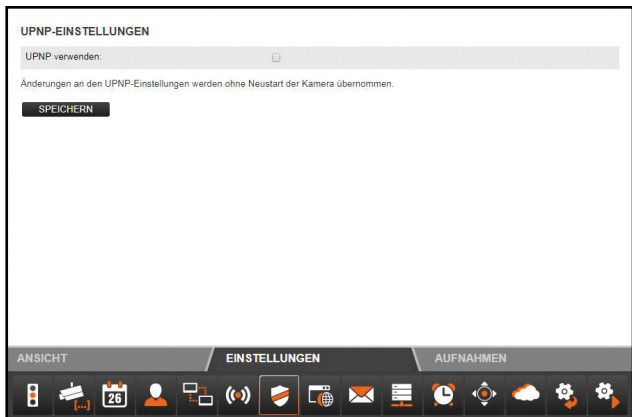 UPNP-EINSTELLUNGEN
UPNP verwenden:
Änderungen an den UPNP-Einstellungen werden ohne Neustart der Kamera übernommen.
SPEICHERN
ANSICHT
EINSTELLUNGEN
AUFNAHMEN
[...]
26